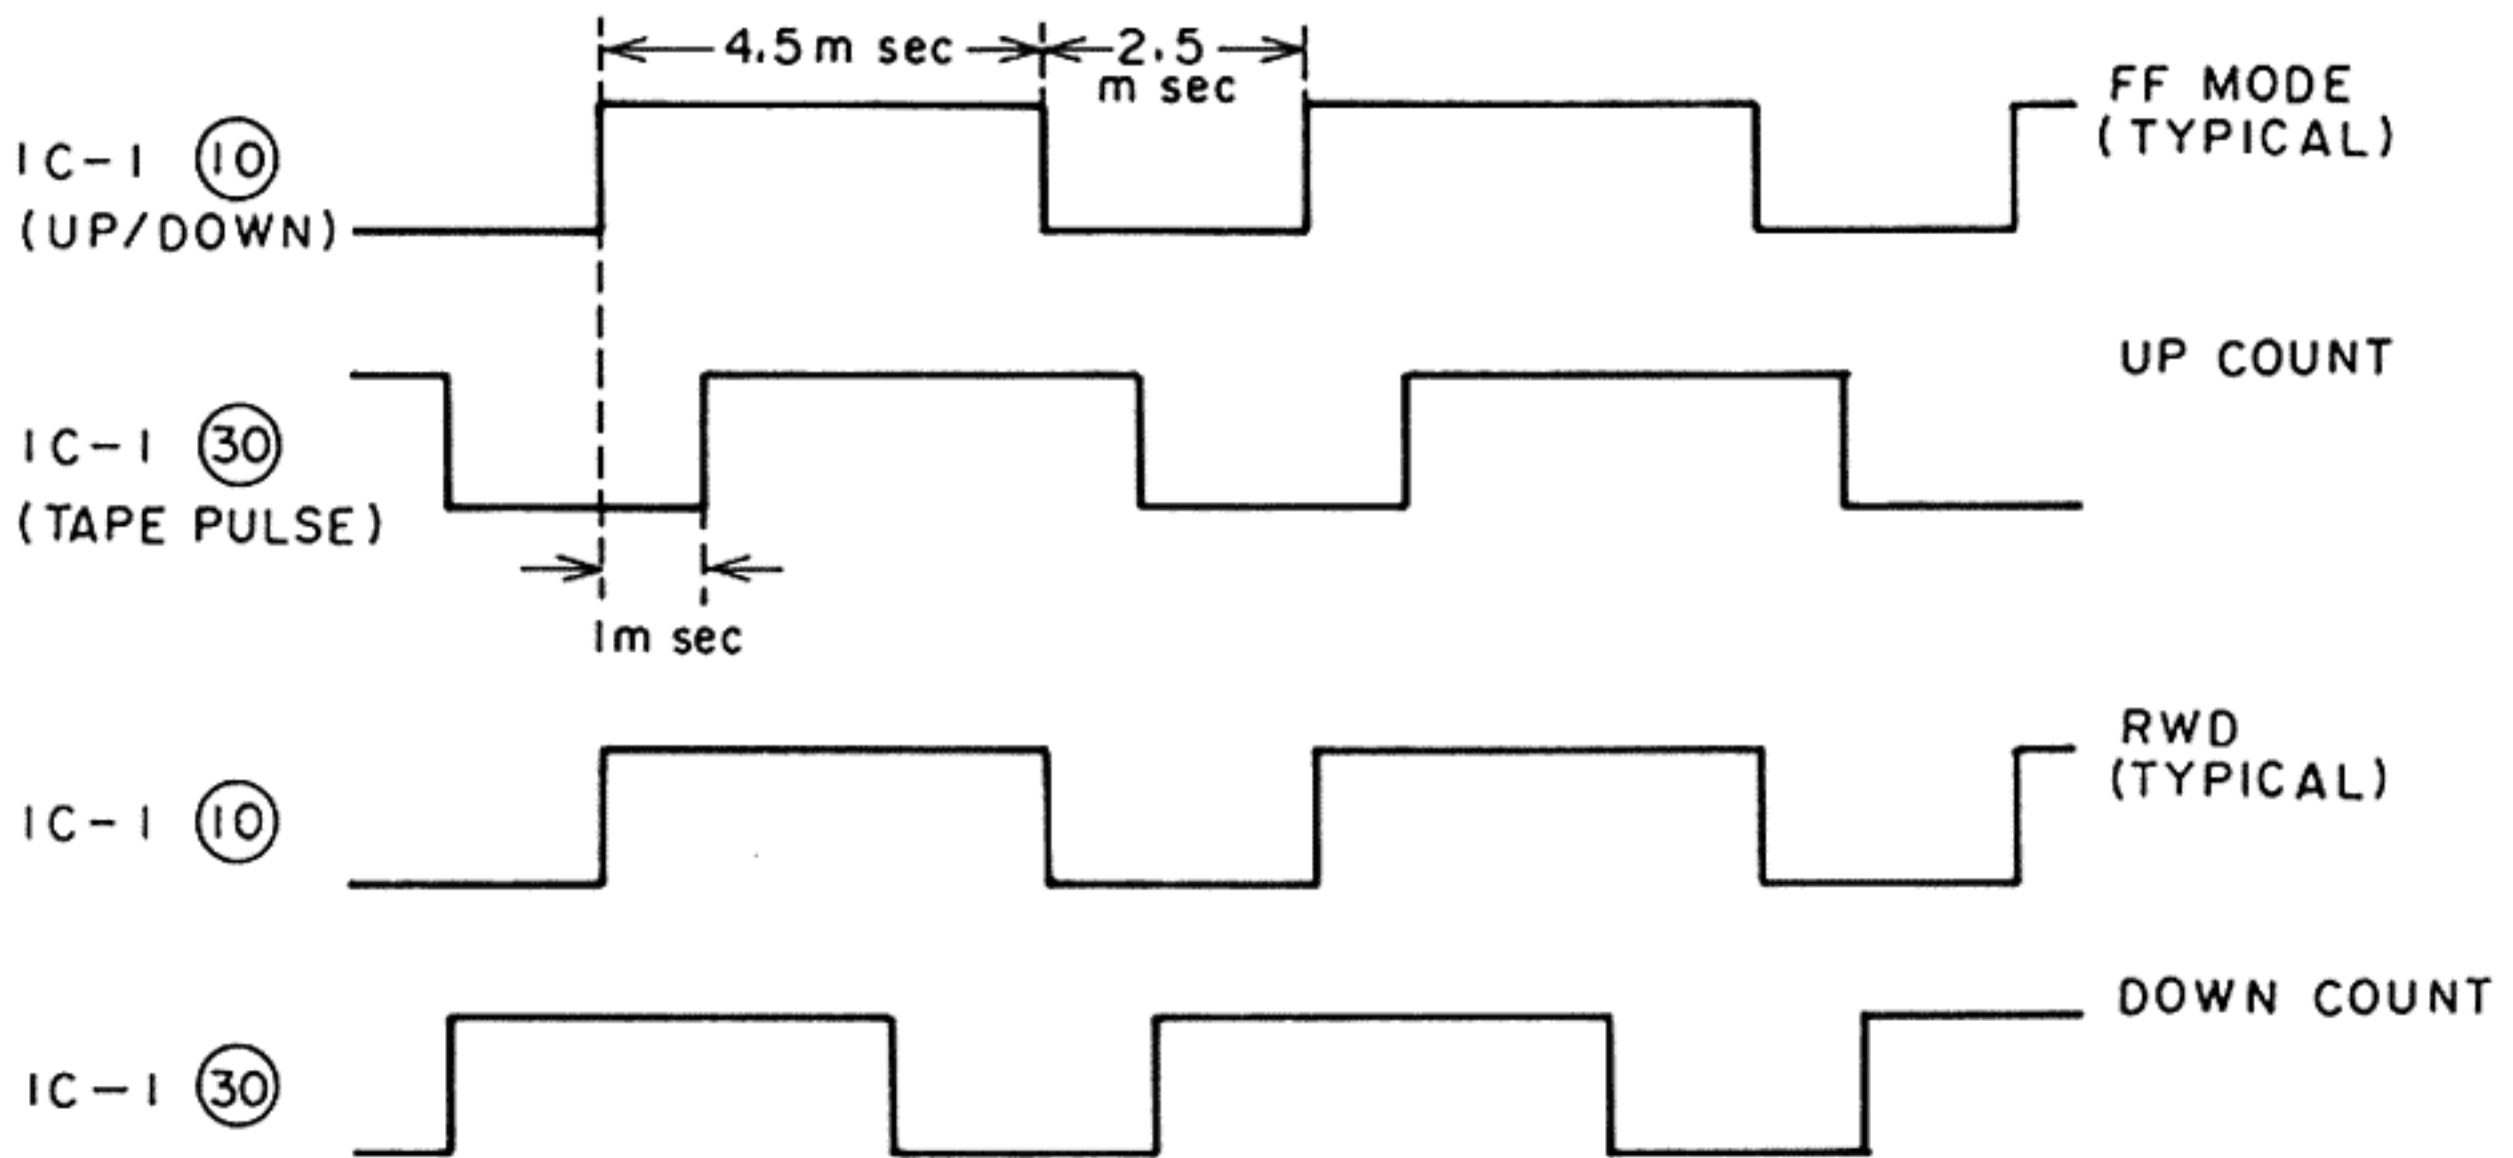 4.5 m sec
2.5
m sec
FF MODE
(TYPICAL)
IC-1 10
(UP/DOWN)
UP COUNT
IC-1 30
(TAPE PULSE)
1m sec
RWD
(TYPICAL)
IC-1 10
DOWN COUNT
IC-1 30